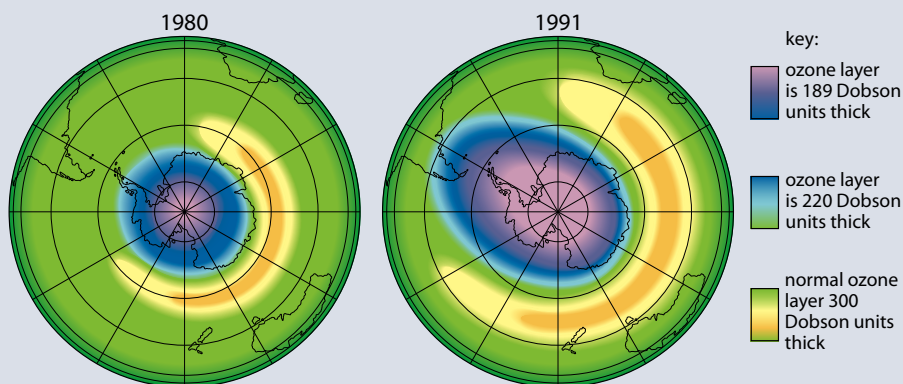 1980
1991
key:
ozone layer
is 189 Dobson
units thick
ozone layer
is 220 Dobson
units thick
normal ozone
layer 300
Dobson units
thick